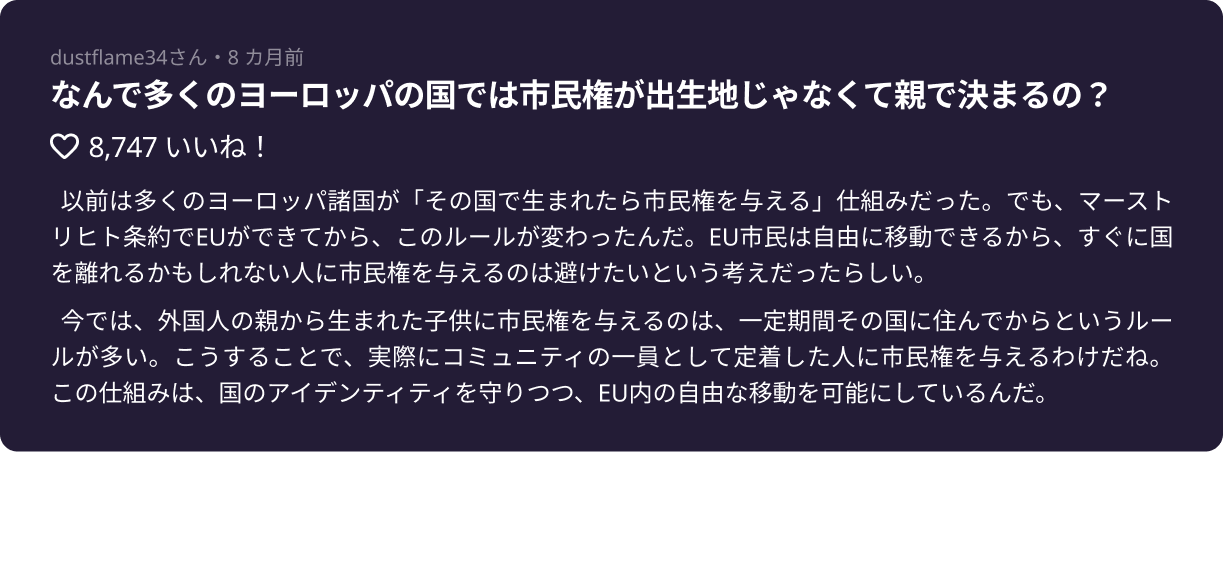 dustflame34さん・8 カ月前
なんで多くのヨーロッパの国では市民権が出生地じゃなくて親で決まるの？
8,747 いいね！
以前は多くのヨーロッパ諸国が「その国で生まれたら市民権を与える」仕組みだった。でも、マースト
リヒト条約でEUができてから、このルールが変わったんだ。EU市民は自由に移動できるから、すぐに国
を離れるかもしれない人に市民権を与えるのは避けたいという考えだったらしい。
今では、外国人の親から生まれた子供に市民権を与えるのは、一定期間その国に住んでからというルー
ルが多い。こうすることで、実際にコミュニティの一員として定着した人に市民権を与えるわけだね。
この仕組みは、国のアイデンティティを守りつつ、EU内の自由な移動を可能にしているんだ。